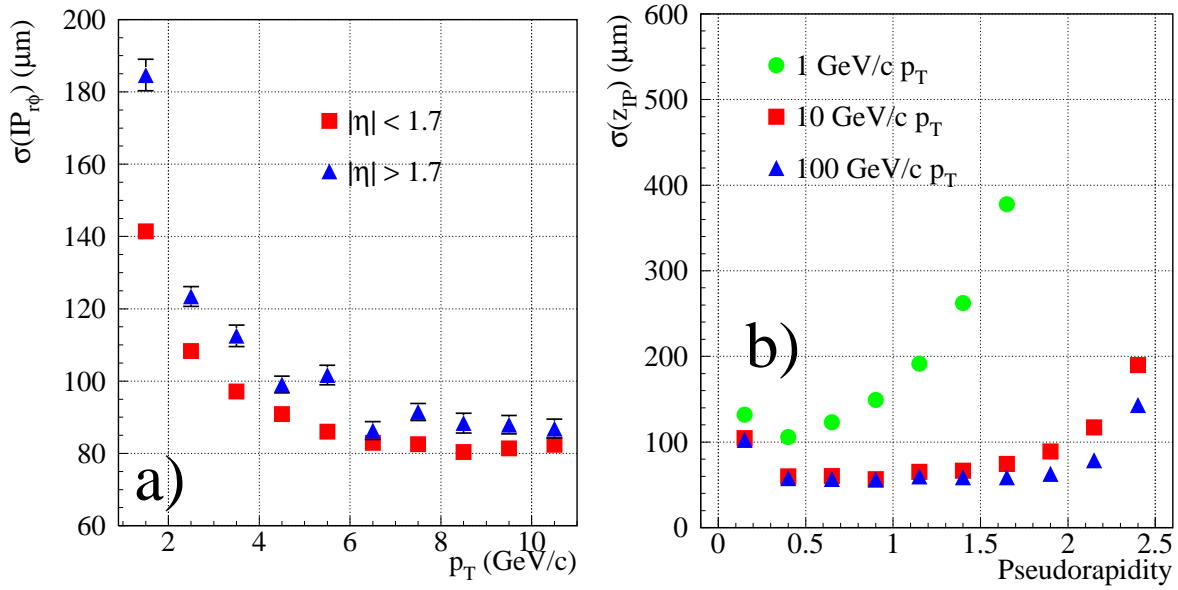 σ(IP_rϕ) (μm)
200
180
160
140
120
100
80
60
|η| < 1.7
|η| > 1.7
a)
2 4 6 8 10
p_T (GeV/c)
σ(z_IP) (μm)
600
500
400
300
200
100
0
1 GeV/c p_T
10 GeV/c p_T
100 GeV/c p_T
b)
0 0.5 1 1.5 2 2.5
Pseudorapidity